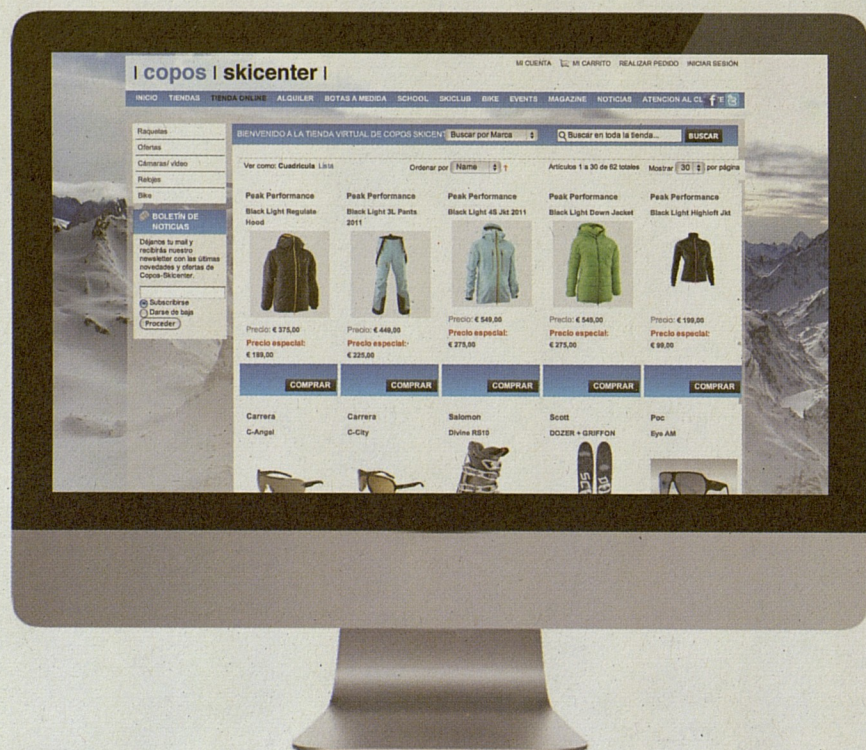 | copos | skicenter |
MI CUENTA MI CARRITO REALIZAR PEDIDO INICIAR SESIÓN
INICIO TIENDAS TIENDA ONLINE ALQUILER BOTAS A MEDIDA SCHOOL SKICLUB BIKE EVENTS MAGAZINE NOTICIAS ATENCION AL CL
Raquetas
Ofertas
Cámaras/ video
Relojes
Bike
BOLETÍN DE
NOTICIAS
Déjanos tu mail y
recibirás nuestro
newsletter con las últimas
novedades y ofertas de
Copos-Skicenter.
Subscribirse
Darse de baja
Proceder
BIENVENIDO A LA TIENDA VIRTUAL DE COPOS SKICENT Buscar por Marca Buscar en toda la tienda... BUSCAR
Ver como: Cuadrícula Lista Ordenar por Name Artículos 1 a 30 de 62 totales Mostrar 30 por página
Peak Performance Peak Performance Peak Performance Peak Performance Peak Performance
Black Light Regulate Black Light 3L Pants Black Light 4S Jkt 2011 Black Light Down Jacket Black Light Highloft Jkt
Hood 2011
Precio: € 375,00 Precio: € 449,00 Precio: € 549,00 Precio: € 549,00 Precio: € 199,00
Precio especial: Precio especial: Precio especial: Precio especial: Precio especial:
€ 189,00 € 225,00 € 275,00 € 275,00 € 99,00
COMPRAR COMPRAR COMPRAR COMPRAR COMPRAR
Carrera Carrera Salomon Scott Poc
C-Angel C-City Divine RS10 DOZER + GRIFFON Eye AM